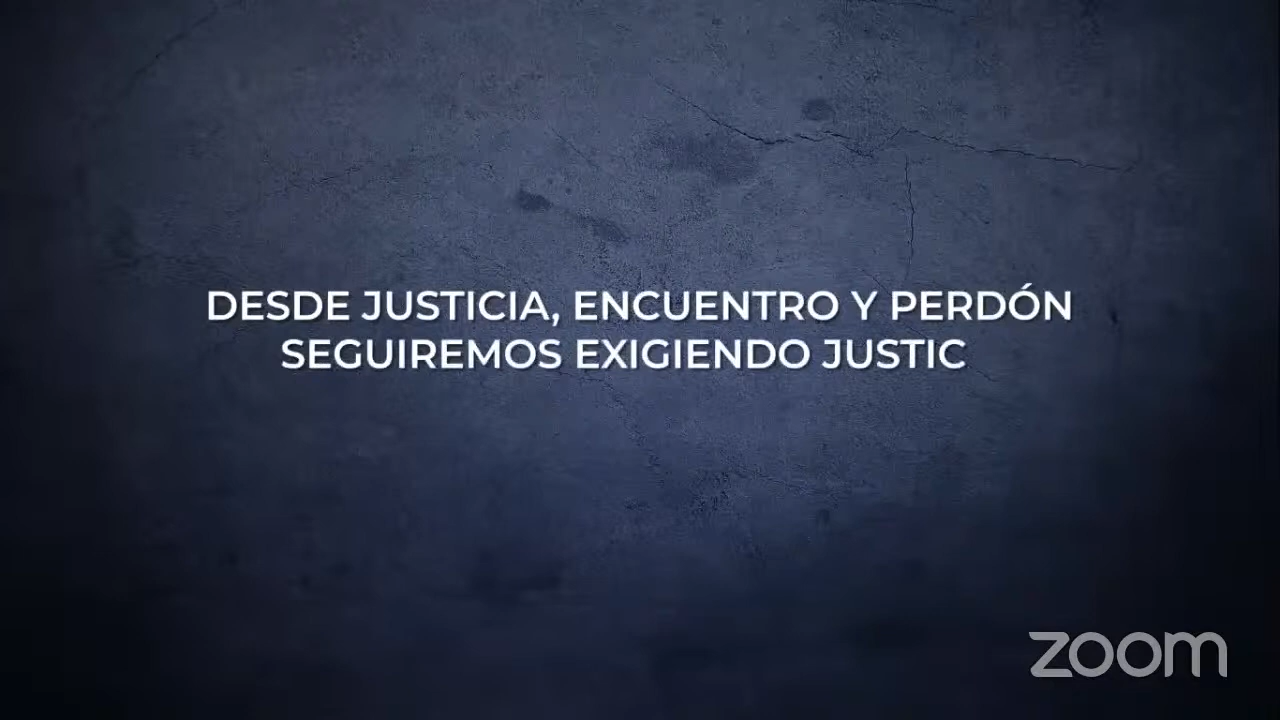 DESDE JUSTICIA, ENCUENTRO Y PERDÓN
SEGUIREMOS EXIGIENDO JUSTIC
zoom